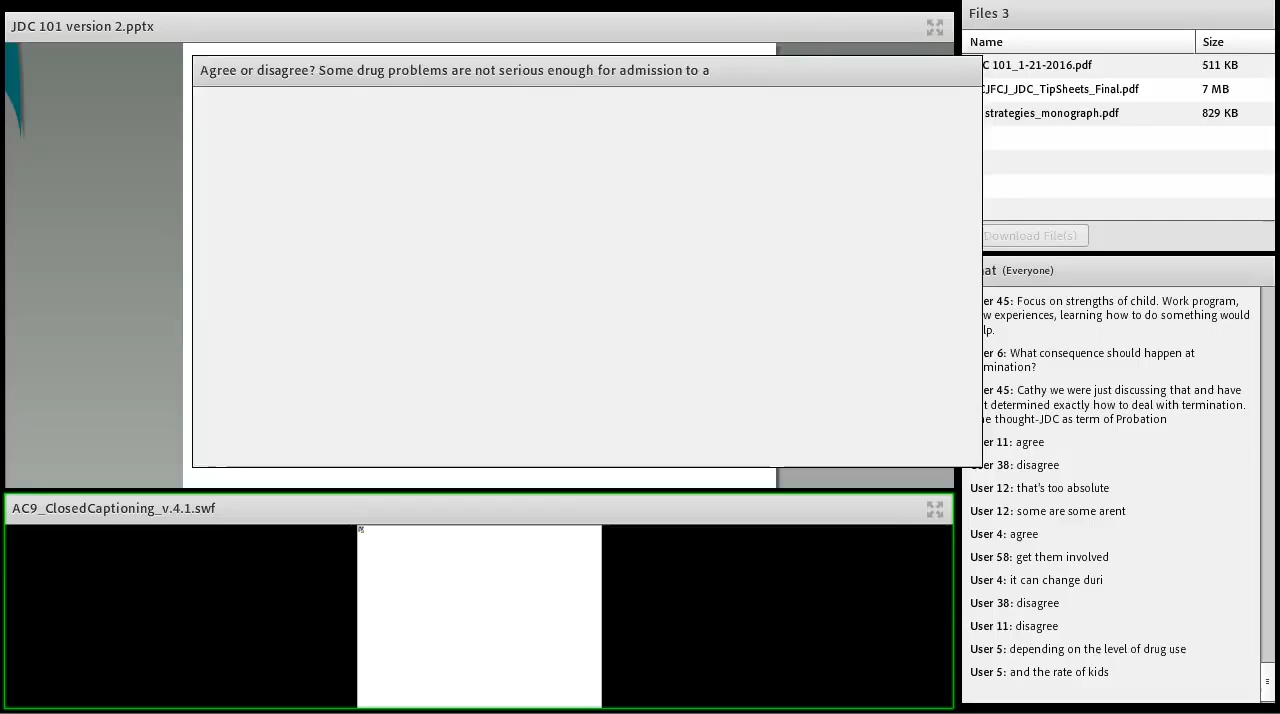 JDC 101 version 2.pptx
Agree or disagree? Some drug problems are not serious enough for admission to a
Files 3
Name Size
C 101_1-21-2016.pdf 511 KB
CJFCJ_JDC_TipSheets_Final.pdf 7 MB
strategies_monograph.pdf 829 KB
Download File(s)
at (Everyone)
er 45: Focus on strengths of child. Work program,
w experiences, learning how to do something would
lp.
er 6: What consequence should happen at
mination?
er 45: Cathy we were just discussing that and have
t determined exactly how to deal with termination.
e thought-JDC as term of Probation
er 11: agree
er 38: disagree
User 12: that's too absolute
User 12: some are some arent
User 4: agree
User 58: get them involved
User 4: it can change duri
User 38: disagree
User 11: disagree
User 5: depending on the level of drug use
User 5: and the rate of kids
AC9_ClosedCaptioning_v.4.1.swf